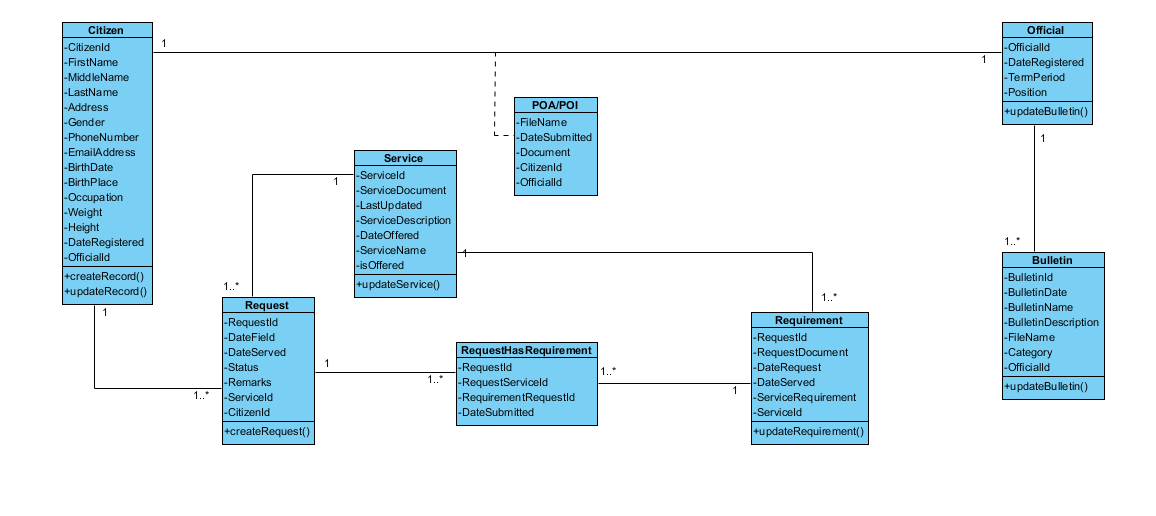 Citizen
-CitizenId
-FirstName
-MiddleName
-LastName
-Address
-Gender
-PhoneNumber
-EmailAddress
-BirthDate
-BirthPlace
-Occupation
-Weight
-Height
-DateRegistered
-OfficialId
+createRecord()
+updateRecord()
1
1
Official
-OfficialId
-DateRegistered
-TermPeriod
-Position
+updateBulletin()
POA/POI
-FileName
-DateSubmitted
-Document
-CitizenId
-OfficialId
1
1..*
Service
-ServiceId
-ServiceDocument
-LastUpdated
-ServiceDescription
-DateOffered
-ServiceName
-isOffered
+updateService()
1
1..*
1
1..*
Bulletin
-BulletinId
-BulletinDate
-BulletinName
-BulletinDescription
-FileName
-Category
-OfficialId
+updateBulletin()
1
1..*
Request
-RequestId
-DateField
-DateServed
-Status
-Remarks
-ServiceId
-CitizenId
+createRequest()
1
1..*
RequestHasRequirement
-RequestId
-RequestServiceId
-RequirementRequestId
-DateSubmitted
1..*
1
Requirement
-RequestId
-RequestDocument
-DateRequest
-DateServed
-ServiceRequirement
-ServiceId
+updateRequirement()